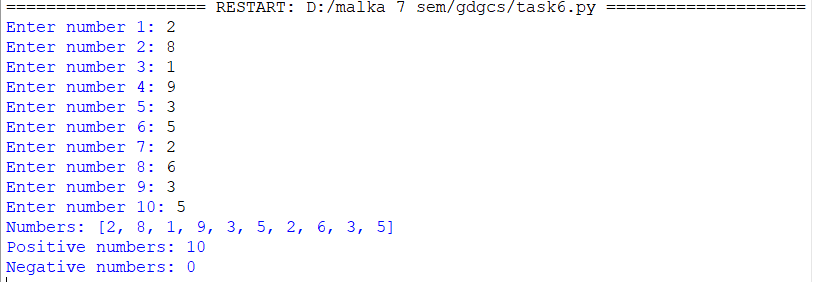 ==================== RESTART: D:/malka 7 sem/gdgcs/task6.py ====================
Enter number 1: 2
Enter number 2: 8
Enter number 3: 1
Enter number 4: 9
Enter number 5: 3
Enter number 6: 5
Enter number 7: 2
Enter number 8: 6
Enter number 9: 3
Enter number 10: 5
Numbers: [2, 8, 1, 9, 3, 5, 2, 6, 3, 5]
Positive numbers: 10
Negative numbers: 0